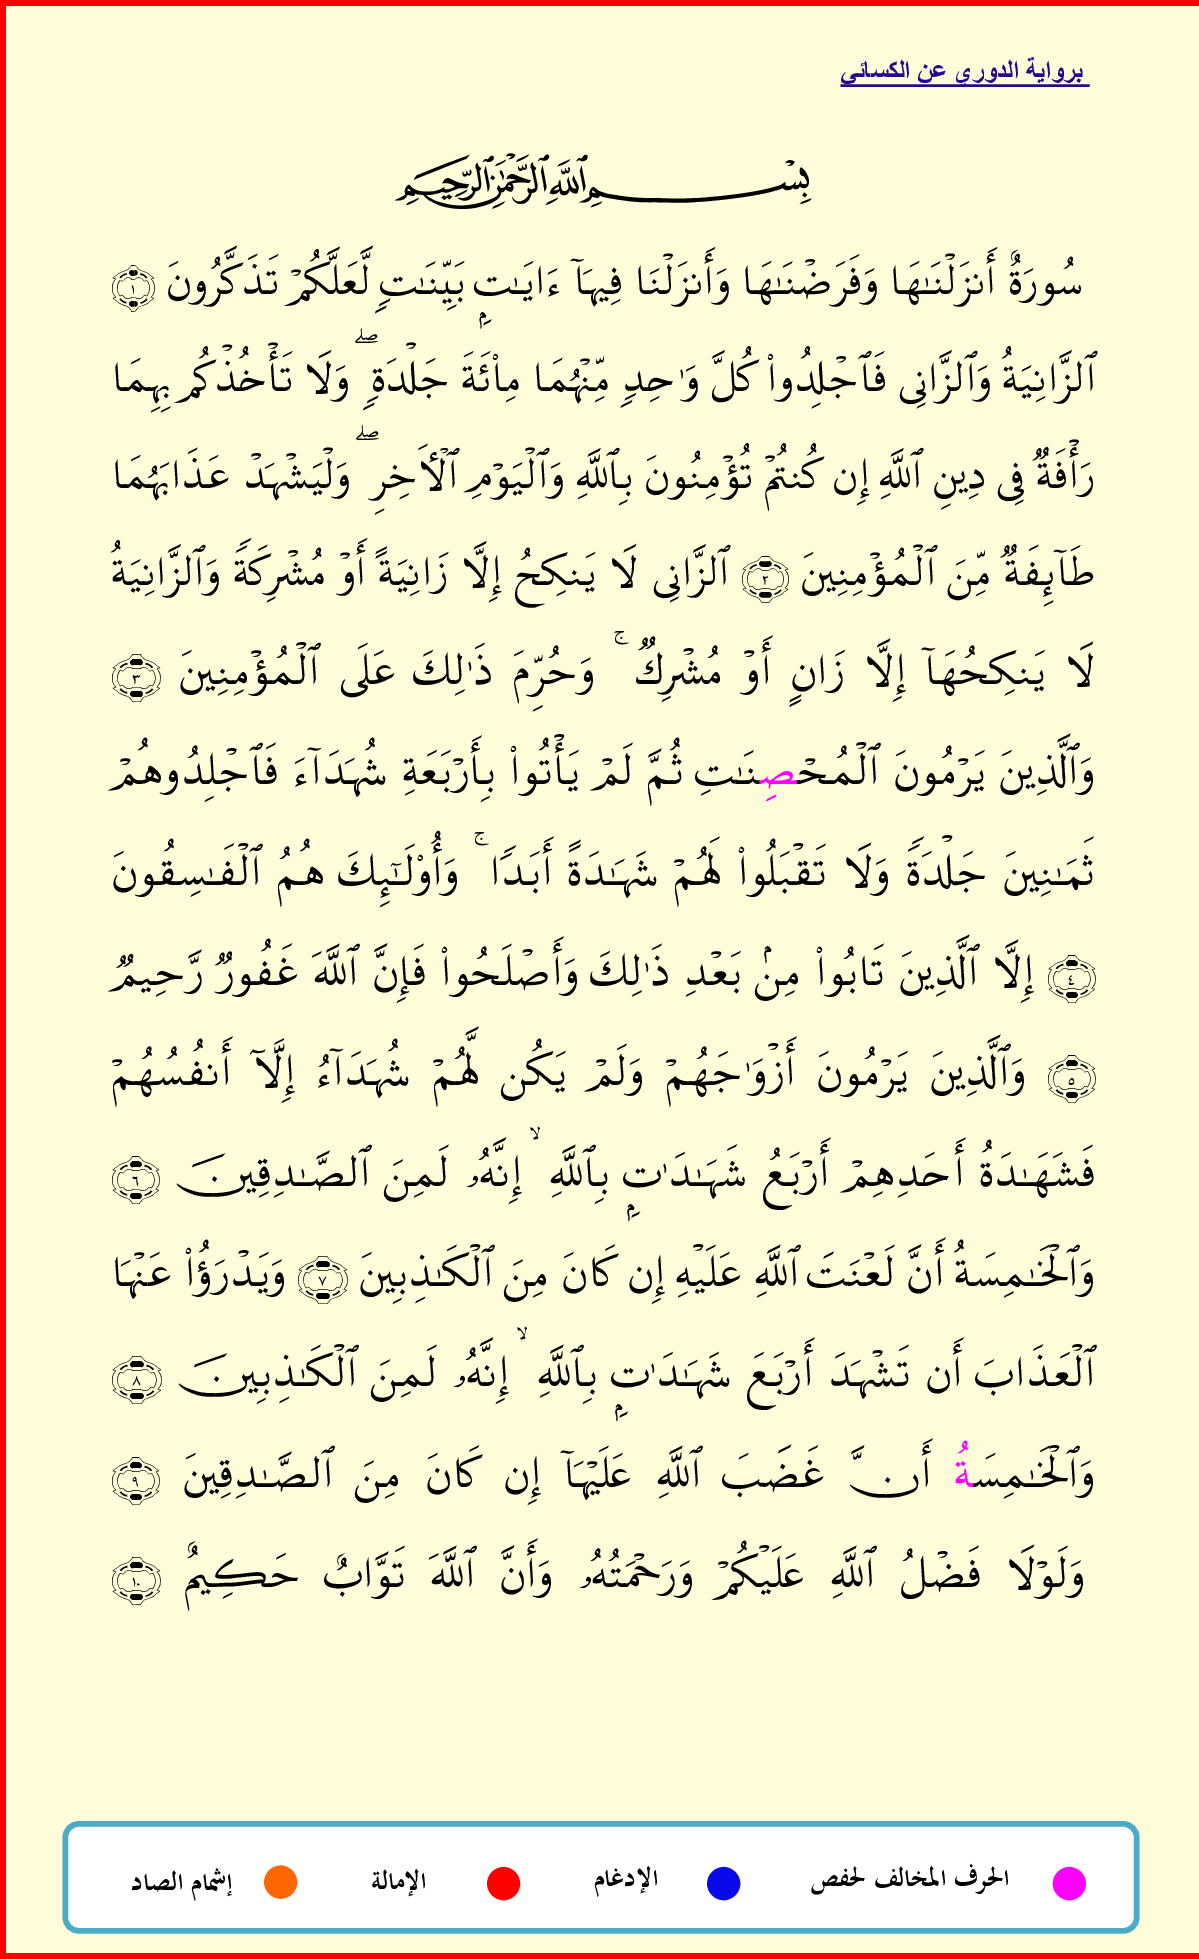 برواية الدوري عن الكسائي
بِسْمِ ٱللَّهِ ٱلرَّحْمَٰنِ ٱلرَّحِيمِ
سُورَةٌ أَنزَلْنَـٰهَا وَفَرَضْنَـٰهَا وَأَنزَلْنَا فِيهَآ ءَايَـٰتٍۭ بَيِّنَـٰتٍ لَّعَلَّكُمْ تَذَكَّرُونَ ١
ٱلزَّانِيَةُ وَٱلزَّانِى فَٱجْلِدُوا۟ كُلَّ وَٰحِدٍ مِّنْهُمَا مِا۟ئَةَ جَلْدَةٍ ۖ وَلَا تَأْخُذْكُم بِهِمَا
رَأْفَةٌ فِى دِينِ ٱللَّهِ إِن كُنتُمْ تُؤْمِنُونَ بِٱللَّهِ وَٱلْيَوْمِ ٱلْـَٔاخِرِ ۖ وَلْيَشْهَدْ عَذَابَهُمَا
طَآئِفَةٌ مِّنَ ٱلْمُؤْمِنِينَ ٢ ٱلزَّانِى لَا يَنكِحُ إِلَّا زَانِيَةً أَوْ مُشْرِكَةً وَٱلزَّانِيَةُ
لَا يَنكِحُهَآ إِلَّا زَانٍ أَوْ مُشْرِكٌ ۚ وَحُرِّمَ ذَٰلِكَ عَلَى ٱلْمُؤْمِنِينَ ٣
وَٱلَّذِينَ يَرْمُونَ ٱلْمُحْصِنَـٰتِ ثُمَّ لَمْ يَأْتُوا۟ بِأَرْبَعَةِ شُهَدَآءَ فَٱجْلِدُوهُمْ
ثَمَـٰنِينَ جَلْدَةً وَلَا تَقْبَلُوا۟ لَهُمْ شَهَـٰدَةً أَبَدًا ۚ وَأُو۟لَـٰٓئِكَ هُمُ ٱلْفَـٰسِقُونَ
٤ إِلَّا ٱلَّذِينَ تَابُوا۟ مِنۢ بَعْدِ ذَٰلِكَ وَأَصْلَحُوا۟ فَإِنَّ ٱللَّهَ غَفُورٌ رَّحِيمٌ
٥ وَٱلَّذِينَ يَرْمُونَ أَزْوَٰجَهُمْ وَلَمْ يَكُن لَّهُمْ شُهَدَآءُ إِلَّآ أَنفُسُهُمْ
فَشَهَـٰدَةُ أَحَدِهِمْ أَرْبَعُ شَهَـٰدَٰتٍۭ بِٱللَّهِ ۙ إِنَّهُۥ لَمِنَ ٱلصَّـٰدِقِينَ ٦
وَٱلْخَـٰمِسَةُ أَنَّ لَعْنَتَ ٱللَّهِ عَلَيْهِ إِن كَانَ مِنَ ٱلْكَـٰذِبِينَ ٧ وَيَدْرَؤُا۟ عَنْهَا
ٱلْعَذَابَ أَن تَشْهَدَ أَرْبَعَ شَهَـٰدَٰتٍۭ بِٱللَّهِ ۙ إِنَّهُۥ لَمِنَ ٱلْكَـٰذِبِينَ ٨
وَٱلْخَـٰمِسَةُ أَنَّ غَضَبَ ٱللَّهِ عَلَيْهَآ إِن كَانَ مِنَ ٱلصَّـٰدِقِينَ ٩
وَلَوْلَا فَضْلُ ٱللَّهِ عَلَيْكُمْ وَرَحْمَتُهُۥ وَأَنَّ ٱللَّهَ تَوَّابٌ حَكِيمٌ ١٠
الحرف المخالف لحفص الإدغام الإمالة إشمام الصاد